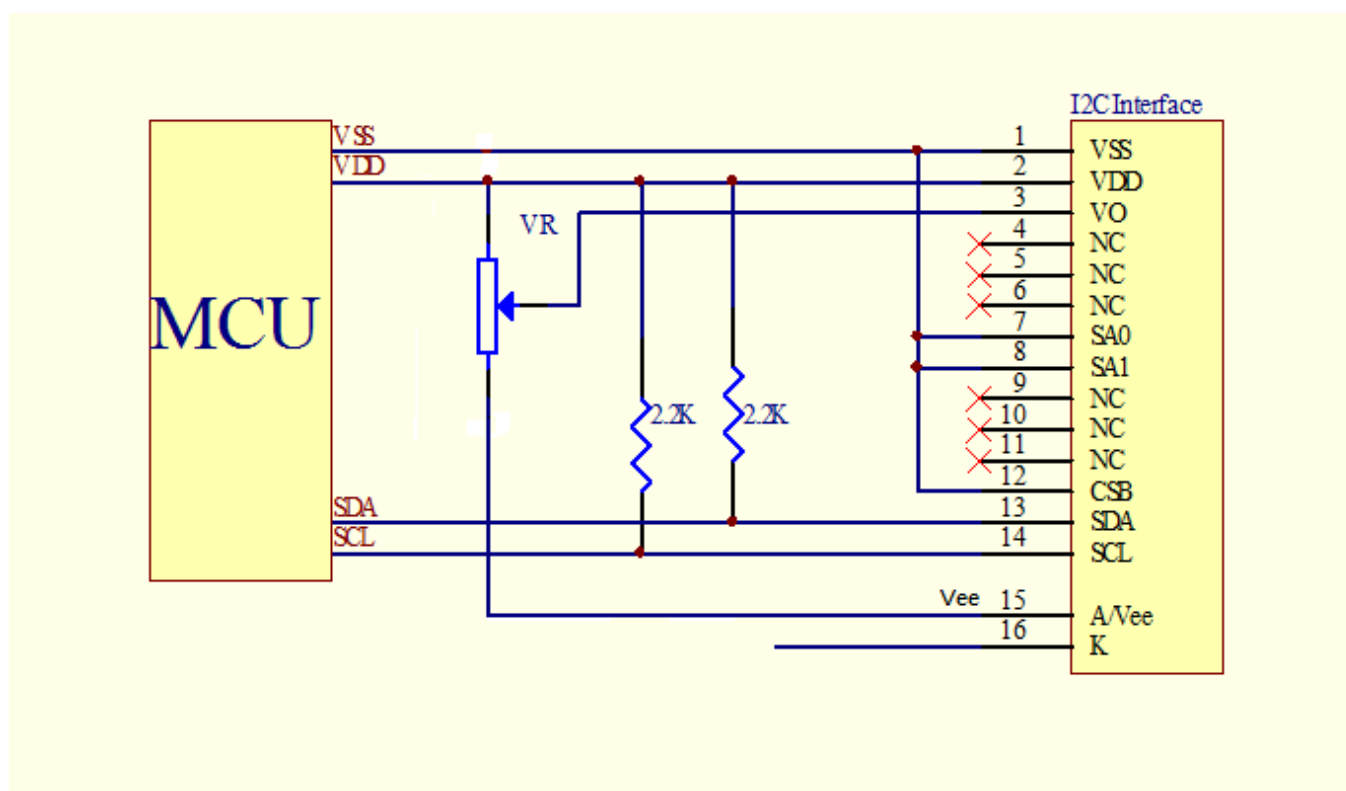 I2C Interface
VSS
1
VSS
VDD
2
VDD
3
VO
VR
4
NC
5
NC
6
NC
MCU
7
SA0
8
SA1
9
NC
2.2K
2.2K
10
NC
11
NC
12
CSB
SDA
13
SDA
SCL
14
SCL
Vee
15
A/Vee
16
K